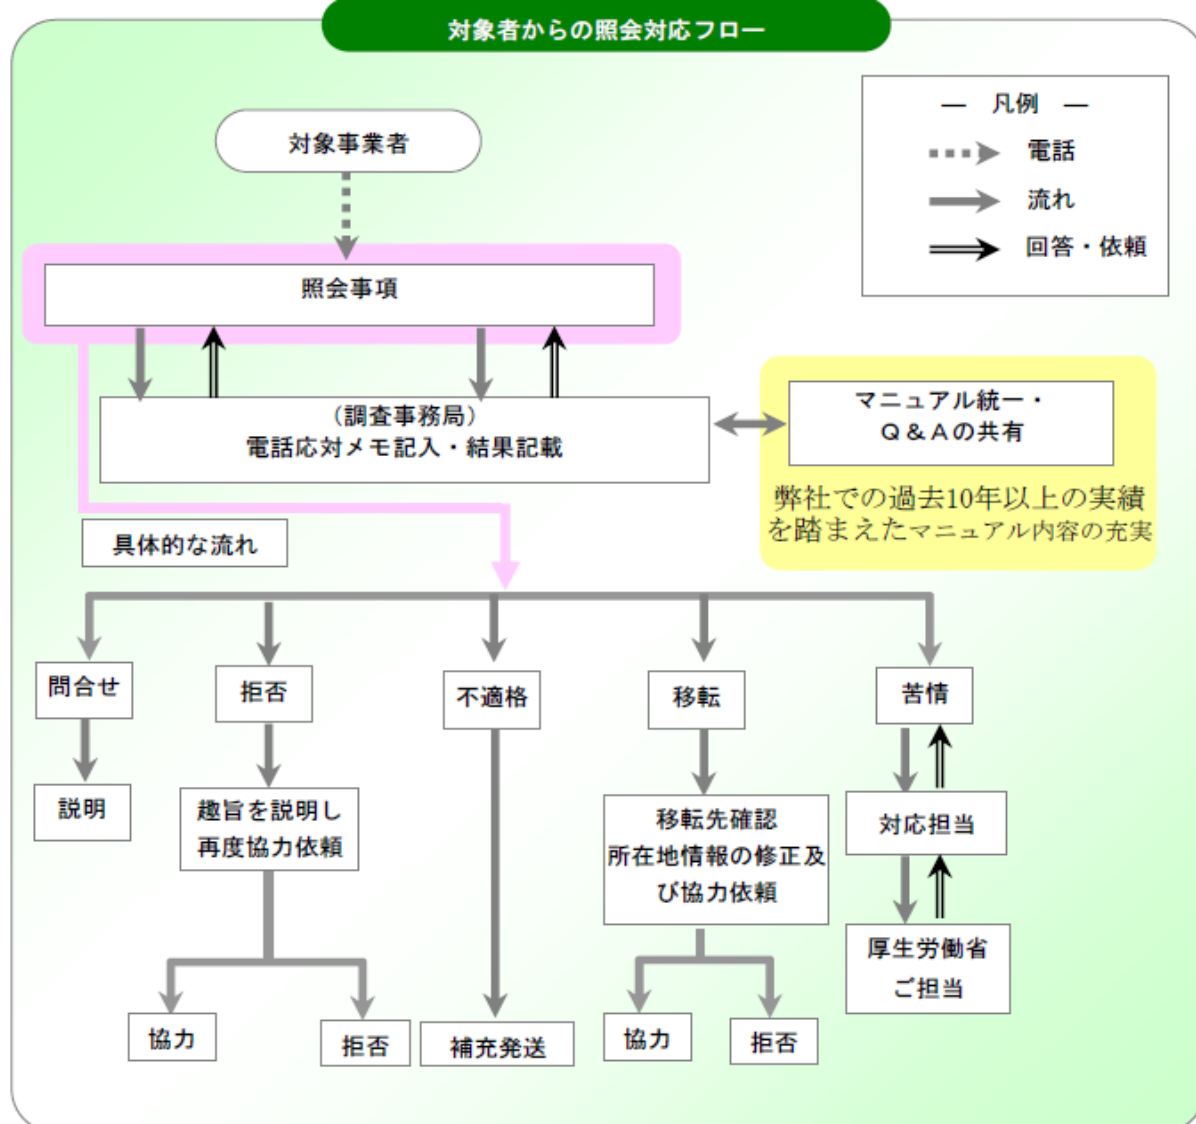 対象者からの照会対応フロー
― 凡例 ―
電話
流れ
回答・依頼
対象事業者
照会事項
（調査事務局）
電話応対メモ記入・結果記載
マニュアル統一・
Ｑ＆Ａの共有
弊社での過去10年以上の実績
を踏まえたマニュアル内容の充実
具体的な流れ
問合せ
拒否
不適格
移転
苦情
説明
趣旨を説明し
再度協力依頼
移転先確認
所在地情報の修正及
び協力依頼
対応担当
厚生労働省
ご担当
協力
拒否
補充発送
協力
拒否